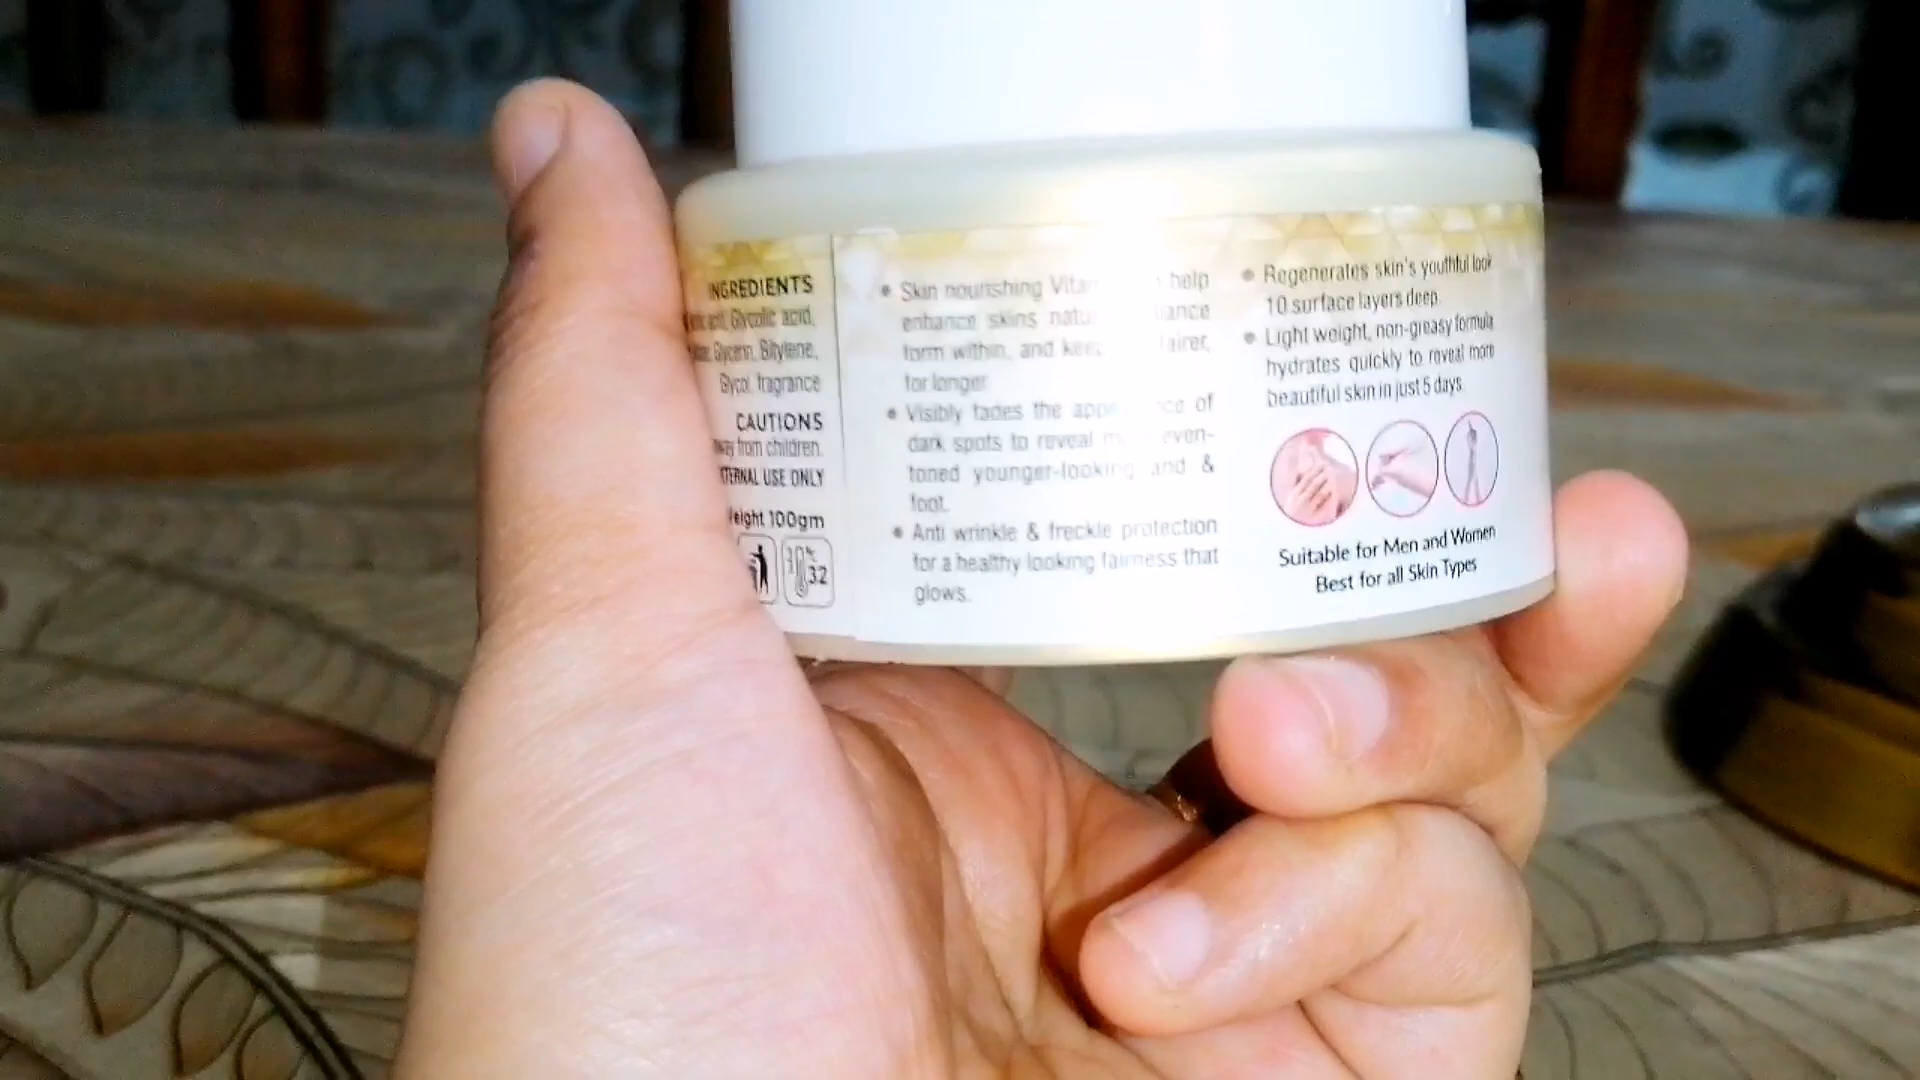 INGREDIENTS
Glycolic acid,
Glycerin, Bitylene,
Glycol, fragrance
CAUTIONS
from children.
USE ONLY
100gm
32
Skin nourishing help
enhance skins
form within, and
for longer.
Visibly fades the of
dark spots to reveal even-
toned younger-looking &
foot.
Anti wrinkle & freckle protection
for a healthy looking fairness that
glows.
Regenerates skin's youthful look
10 surface layers deep.
Light weight, non-greasy formula
hydrates quickly to reveal more
beautiful skin in just 5 days.
Suitable for Men and Women
Best for all Skin Types